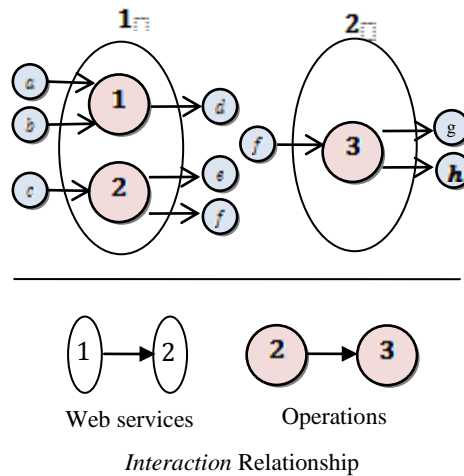 1 2
a
b
c
1
2
d
e
f
f
3
g
h
1 2
2 3
Web services Operations
Interaction Relationship